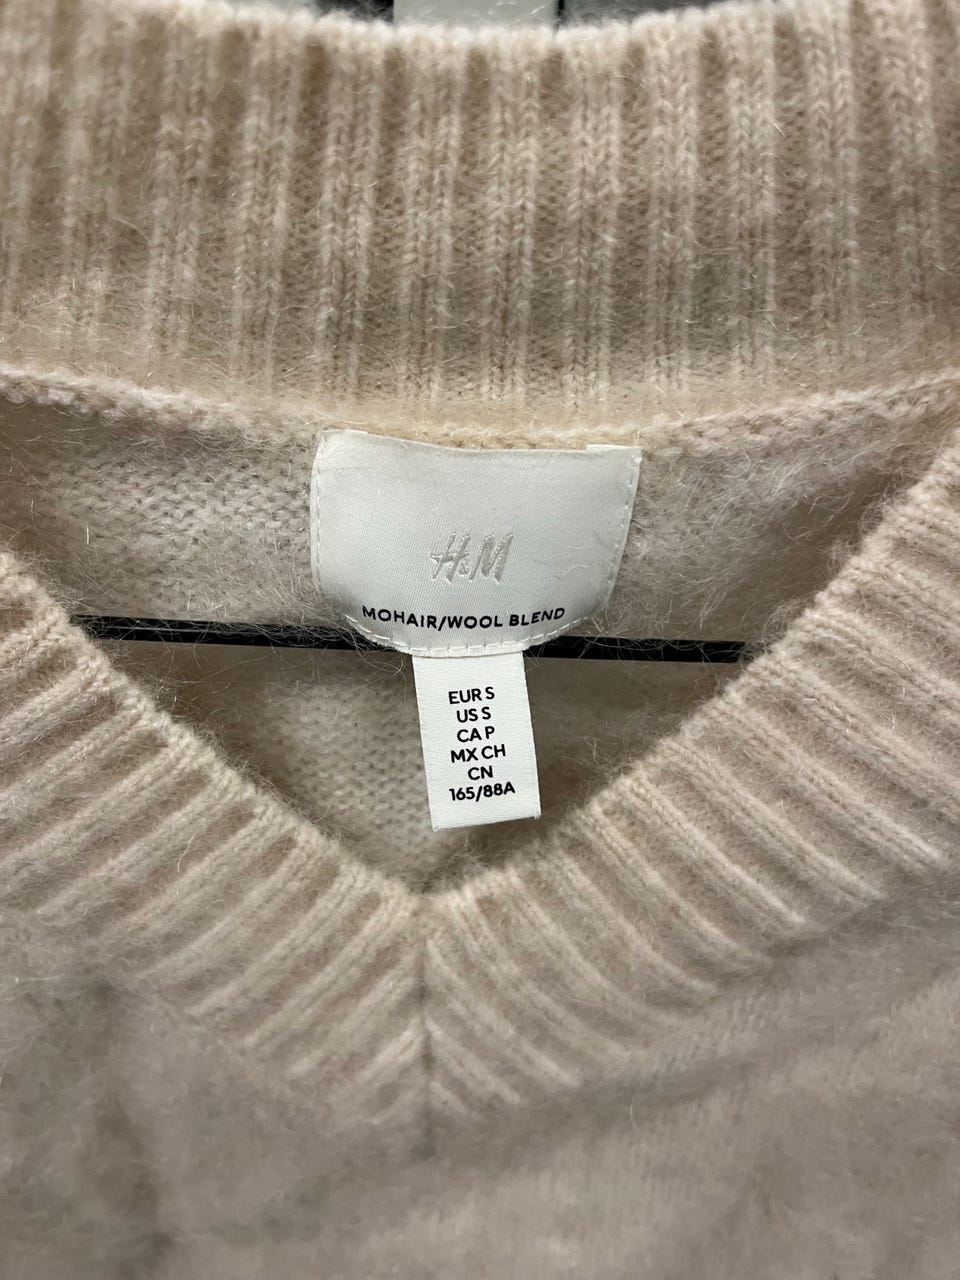 H&M
MOHAIR/WOOL BLEND
EUR S
US S
CA P
MX CH
CN
165/88A